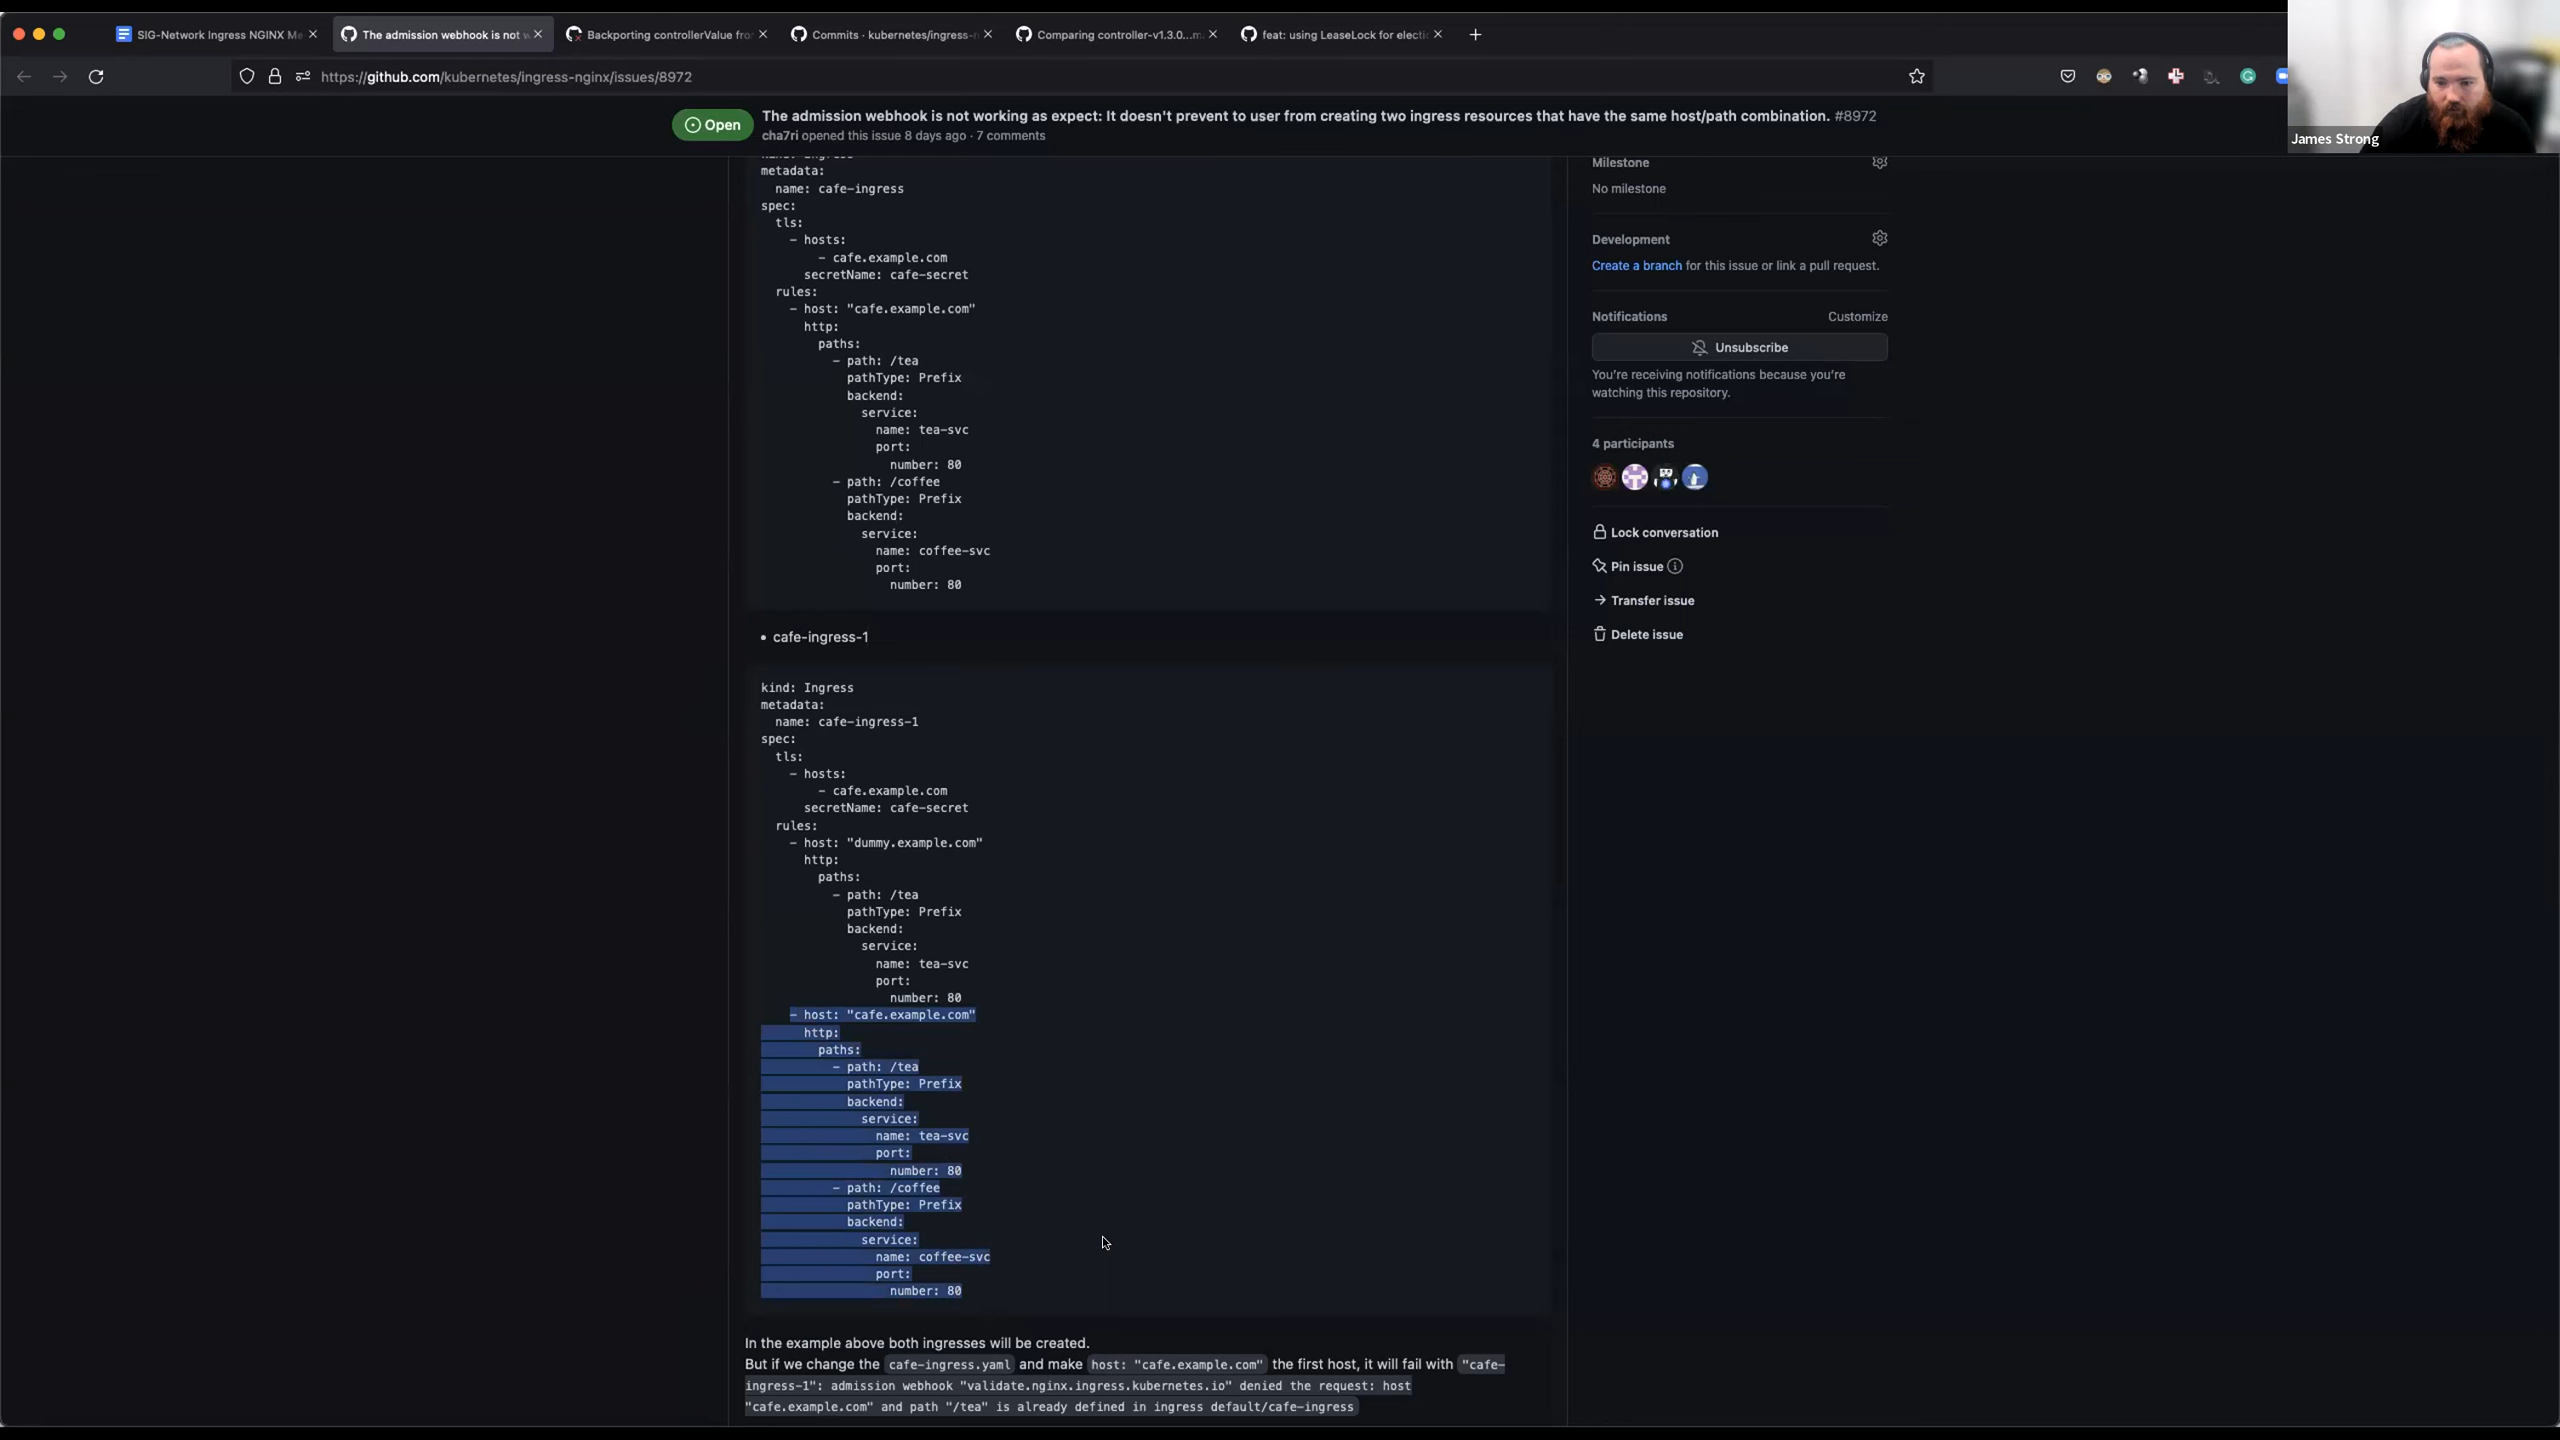 SIG-Network Ingress NGINX Me
The admission webhook is not w
Backporting controllerValue fro
Commits · kubernetes/ingress-n
Comparing controller-v1.3.0...m
feat: using LeaseLock for electi
https://github.com/kubernetes/ingress-nginx/issues/8972
James Strong
Open
The admission webhook is not working as expect: It doesn't prevent to user from creating two ingress resources that have the same host/path combination. #8972
cha7ri opened this issue 8 days ago · 7 comments
kind: Ingress
metadata:
name: cafe-ingress
spec:
tls:
- hosts:
- cafe.example.com
secretName: cafe-secret
rules:
- host: "cafe.example.com"
http:
paths:
- path: /tea
pathType: Prefix
backend:
service:
name: tea-svc
port:
number: 80
- path: /coffee
pathType: Prefix
backend:
service:
name: coffee-svc
port:
number: 80
• cafe-ingress-1
kind: Ingress
metadata:
name: cafe-ingress-1
spec:
tls:
- hosts:
- cafe.example.com
secretName: cafe-secret
rules:
- host: "dummy.example.com"
http:
paths:
- path: /tea
pathType: Prefix
backend:
service:
name: tea-svc
port:
number: 80
- host: "cafe.example.com"
http:
paths:
- path: /tea
pathType: Prefix
backend:
service:
name: tea-svc
port:
number: 80
- path: /coffee
pathType: Prefix
backend:
service:
name: coffee-svc
port:
number: 80
In the example above both ingresses will be created.
But if we change the cafe-ingress.yaml and make host: "cafe.example.com" the first host, it will fail with "cafe-
ingress-1": admission webhook "validate.nginx.ingress.kubernetes.io" denied the request: host
"cafe.example.com" and path "/tea" is already defined in ingress default/cafe-ingress
Milestone
No milestone
Development
Create a branch for this issue or link a pull request.
Notifications
Customize
Unsubscribe
You're receiving notifications because you're
watching this repository.
4 participants
Lock conversation
Pin issue
Transfer issue
Delete issue